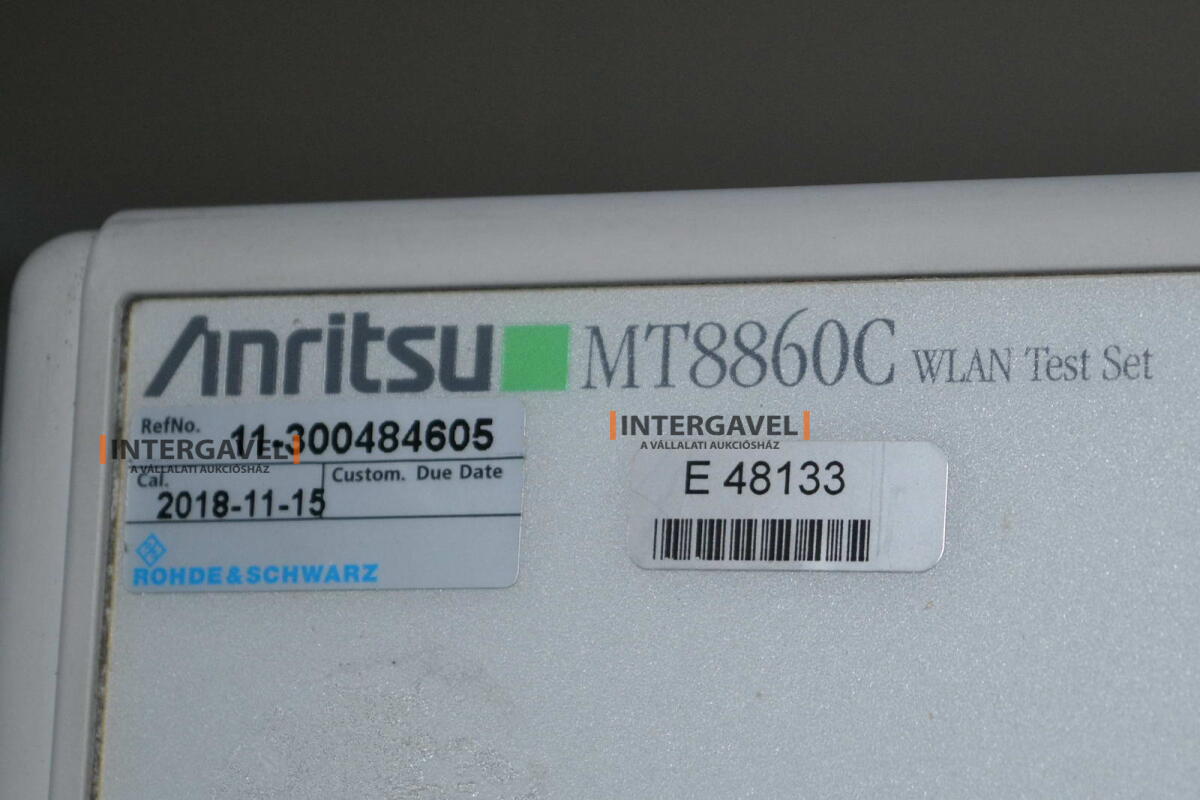 Anritsu MT8860C WLAN Test Set
RefNo. 11-300484605
Cal. Custom. Due Date
2018-11-15
ROHDE&SCHWARZ
INTERGAVEL
A VÁLLALATI AUKCIÓSHÁZ
INTERGAVEL
A VÁLLALATI AUKCIÓSHÁZ
E 48133